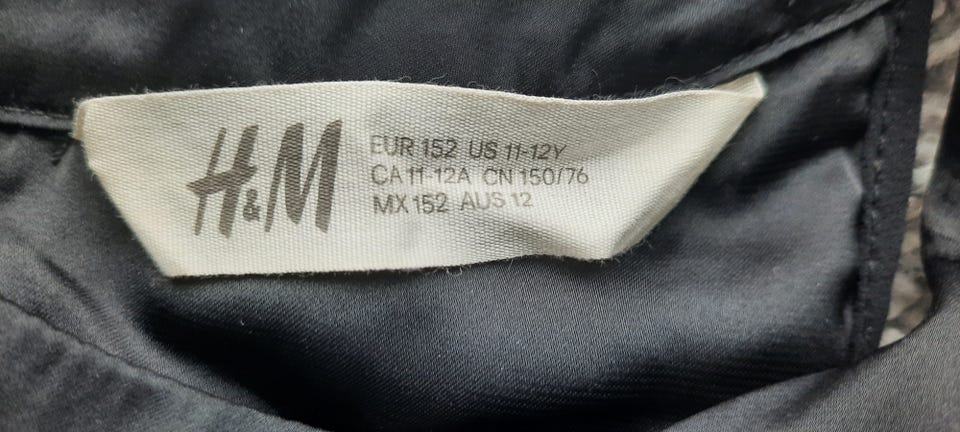 H&M
EUR 152 US 11-12Y
CA 11-12A CN 150/76
MX 152 AUS 12